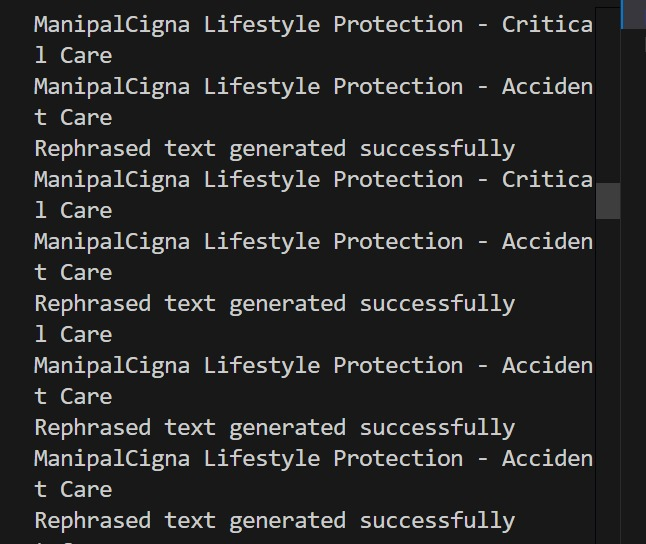 ManipalCigna Lifestyle Protection - Critica
l Care
ManipalCigna Lifestyle Protection - Acciden
t Care
Rephrased text generated successfully
ManipalCigna Lifestyle Protection - Critica
l Care
ManipalCigna Lifestyle Protection - Acciden
t Care
Rephrased text generated successfully
l Care
ManipalCigna Lifestyle Protection - Acciden
t Care
Rephrased text generated successfully
ManipalCigna Lifestyle Protection - Acciden
t Care
Rephrased text generated successfully